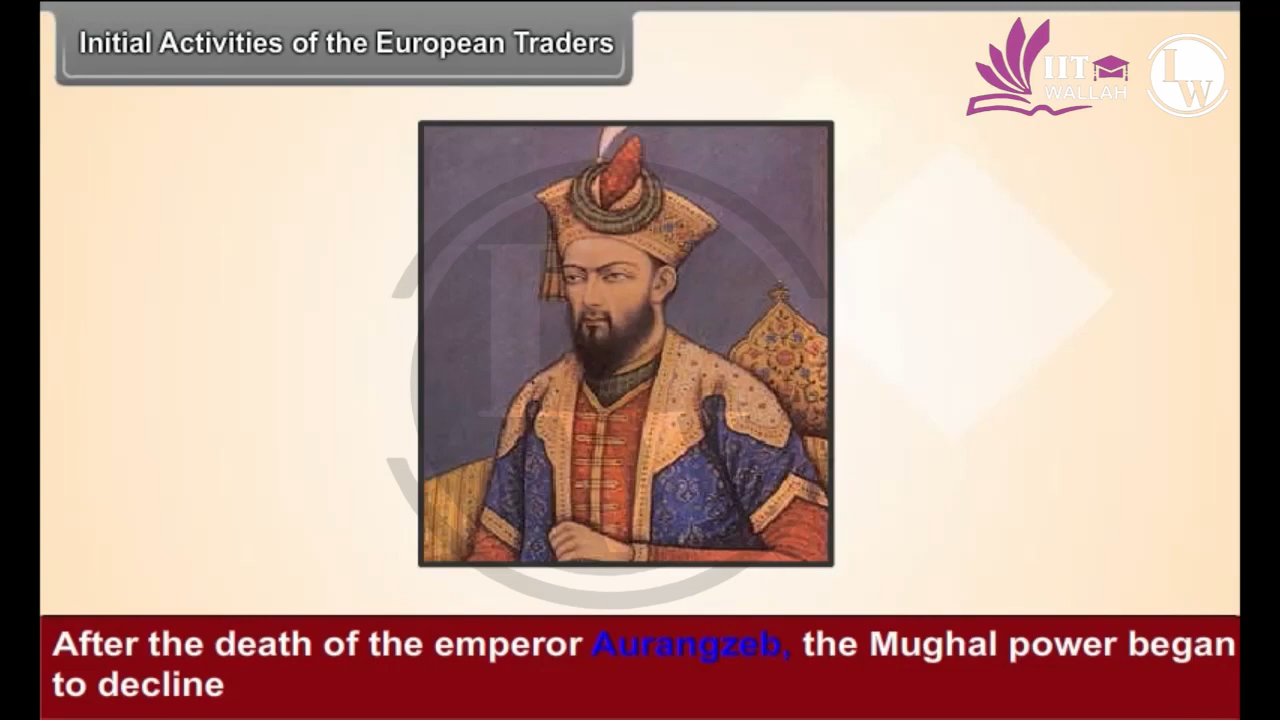 Initial Activities of the European Traders
IIT
WALLAH
LW
After the death of the emperor Aurangzeb, the Mughal power began
to decline